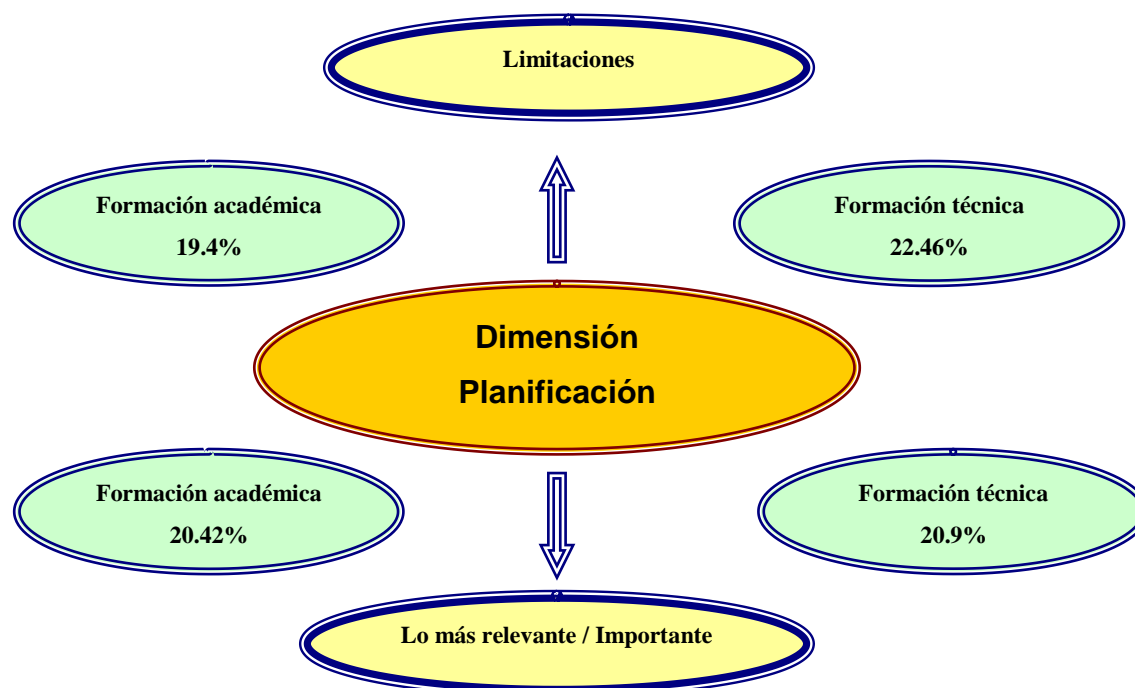 Limitaciones
Formación académica
19.4%
Formación técnica
22.46%
Dimensión
Planificación
Formación académica
20.42%
Formación técnica
20.9%
Lo más relevante / Importante